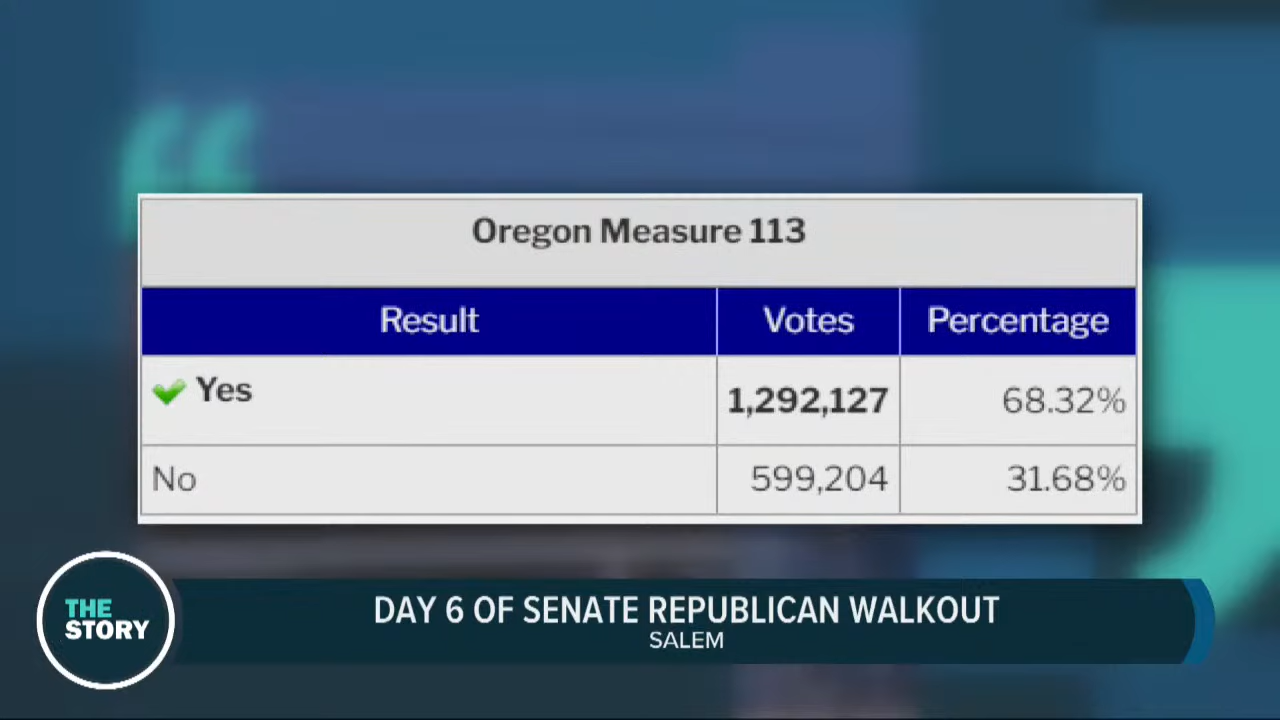 Oregon Measure 113
Result Votes Percentage
Yes 1,292,127 68.32%
No 599,204 31.68%
THE
STORY
DAY 6 OF SENATE REPUBLICAN WALKOUT
SALEM